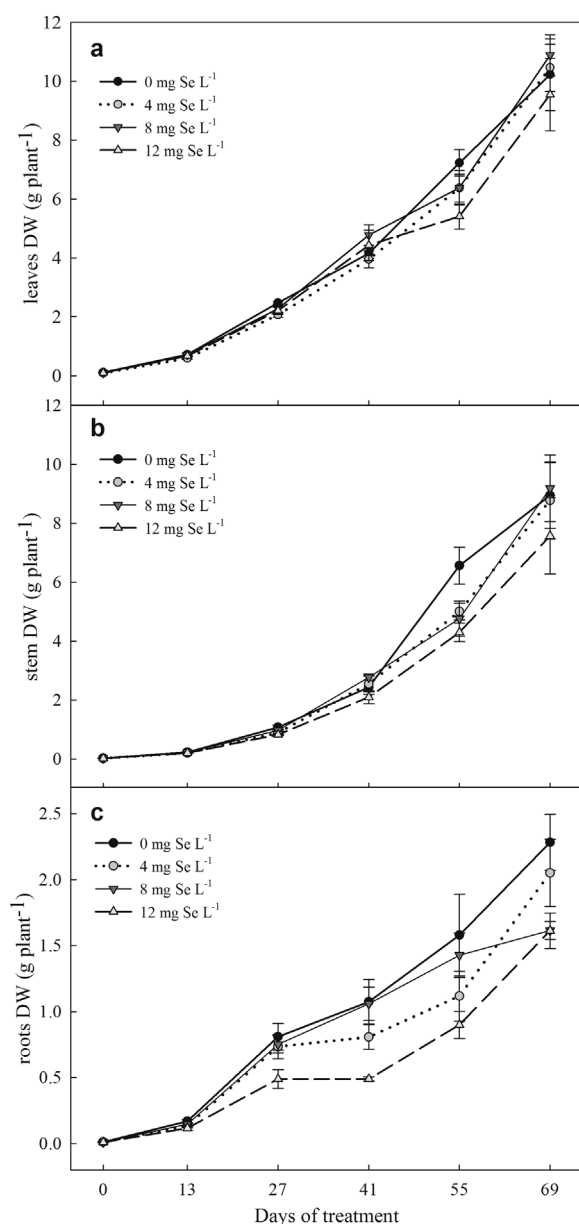 a
0 mg Se L-1
4 mg Se L-1
8 mg Se L-1
12 mg Se L-1
leaves DW (g plant-1)
12
10
8
6
4
2
0
b
0 mg Se L-1
4 mg Se L-1
8 mg Se L-1
12 mg Se L-1
stem DW (g plant-1)
12
10
8
6
4
2
0
c
0 mg Se L-1
4 mg Se L-1
8 mg Se L-1
12 mg Se L-1
roots DW (g plant-1)
2.5
2.0
1.5
1.0
0.5
0.0
0 13 27 41 55 69
Days of treatment